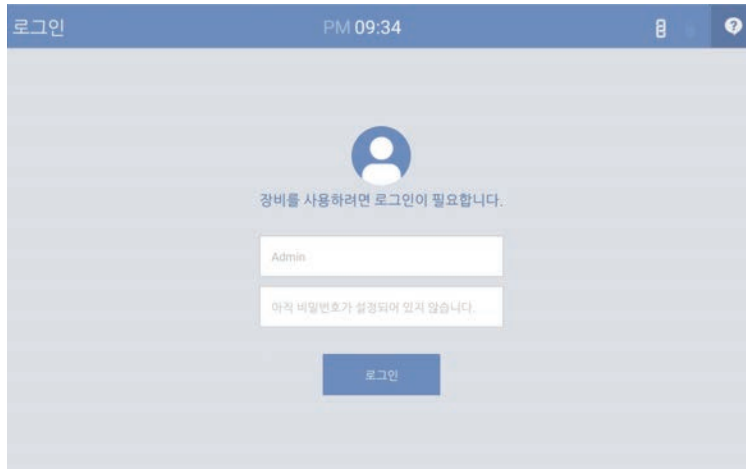 로그인
PM 09:34
장비를 사용하려면 로그인이 필요합니다.
Admin
아직 비밀번호가 설정되어 있지 않습니다.
로그인